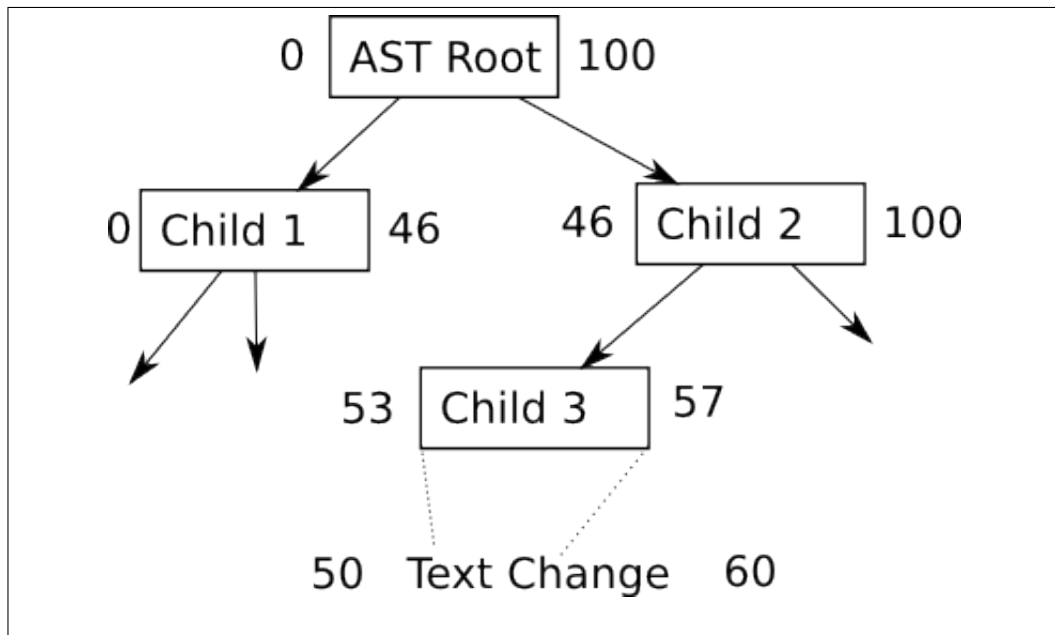 0 AST Root 100
0 Child 1 46
46 Child 2 100
53 Child 3 57
50 Text Change 60